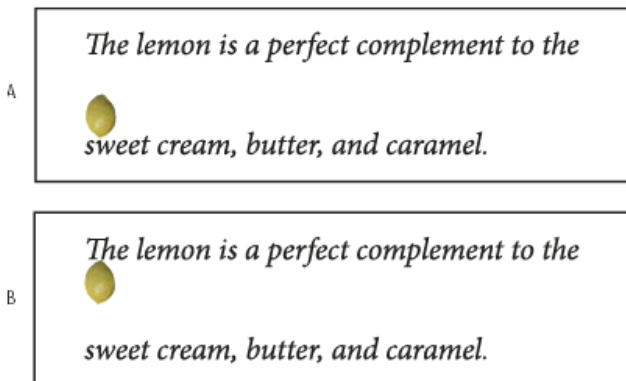 A
The lemon is a perfect complement to the
sweet cream, butter, and caramel.
B
The lemon is a perfect complement to the
sweet cream, butter, and caramel.